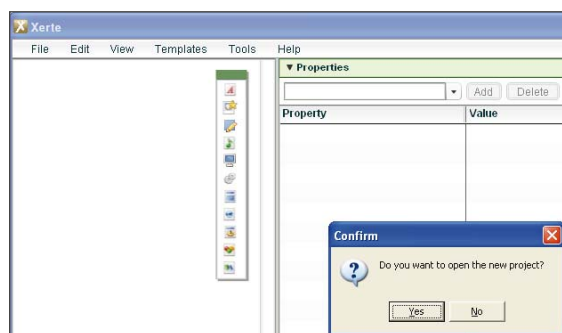 Xerte
File Edit View Templates Tools Help
▼ Properties
Add Delete
Property Value
Confirm
Do you want to open the new project?
Yes No